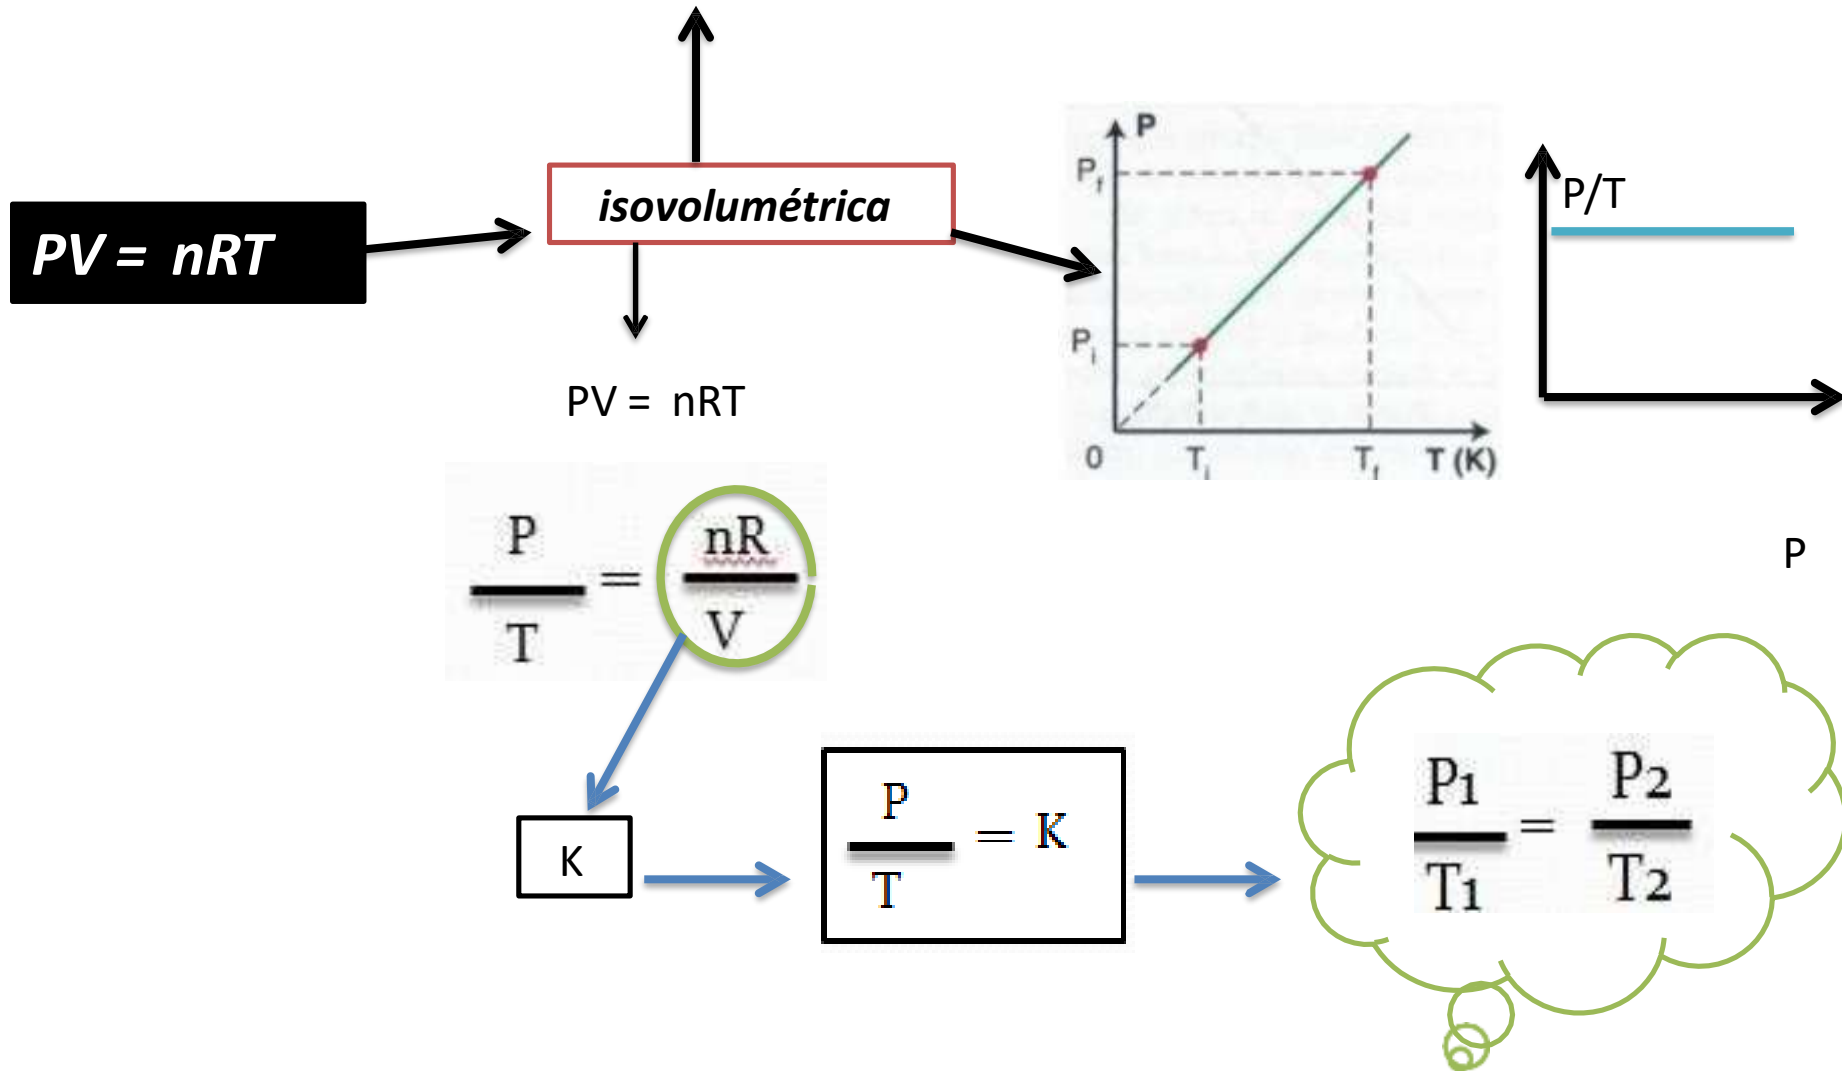 PV = nRT
isovolumétrica
PV = nRT
P
T
=
nR
V
K
P
T
= K
P1
T1
=
P2
T2
P
Pf
Pi
0
Ti
Tf
T (K)
P/T
P